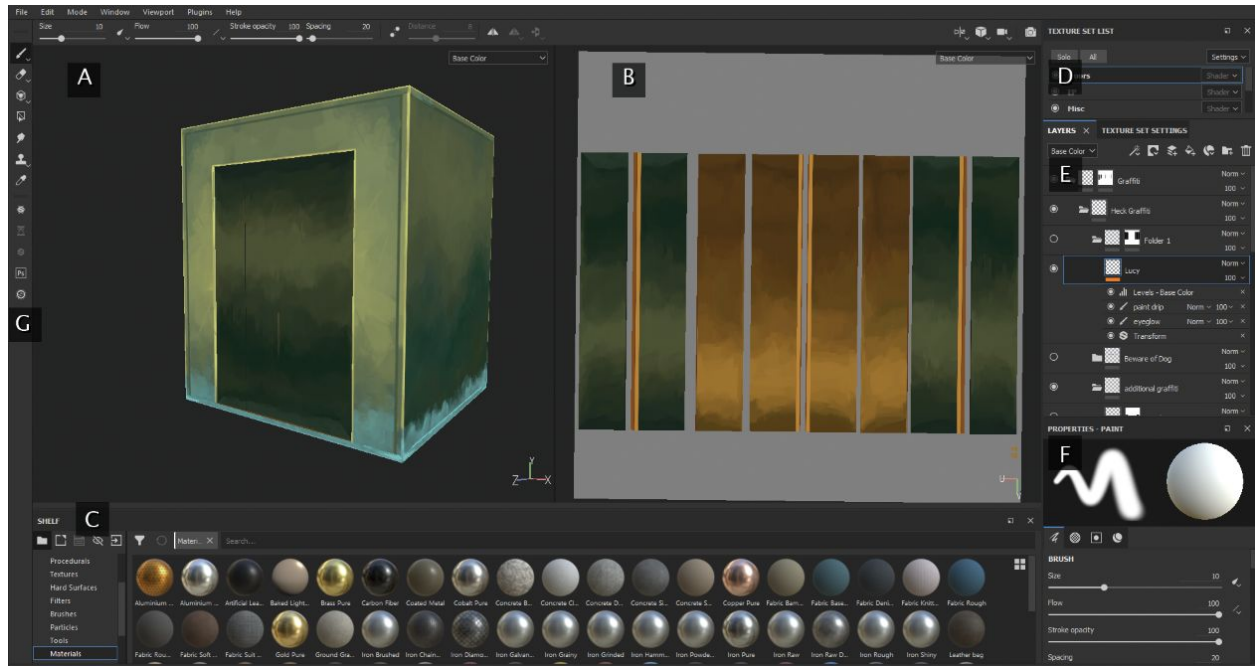 File Edit Mode Window Viewport Plugins Help
Size 10 Flow 100 Stroke opacity 100 Spacing 20 Distance 8
A
Base Color
B
Base Color
TEXTURE SET LIST
Solo All Settings
D
Shader
Shader
Misc Shader
LAYERS TEXTURE SET SETTINGS
Base Color
E
Graffiti Norm 100
Heck Graffiti Norm 100
Folder 1 Norm 100
Lucy Norm 100
Levels - Base Color
paint drip Norm 100
eyeglow Norm 100
Transform
Beware of Dog Norm 100
additional graffiti Norm 100
Norm
PROPERTIES - PAINT
F
BRUSH
Size 10
Flow 100
Stroke opacity 100
Spacing 20
Ps
G
Y
Z X
U
SHELF
C
Materi... Search...
Procedurals
Textures
Hard Surfaces
Filters
Brushes
Particles
Tools
Materials
Aluminium ... Aluminium ... Artificial Lea... Baked Light... Brass Pure Carbon Fiber Coated Metal Cobalt Pure Concrete B... Concrete Cl... Concrete D... Concrete Si... Concrete S... Copper Pure Fabric Bam... Fabric Base... Fabric Deni... Fabric Knitt... Fabric Rough
Fabric Rou... Fabric Soft ... Fabric Suit ... Gold Pure Ground Gra... Iron Brushed Iron Chain... Iron Diamo... Iron Galvan... Iron Grainy Iron Grinded Iron Hamm... Iron Powde... Iron Pure Iron Raw Iron Raw D... Iron Rough Iron Shiny Leather bag